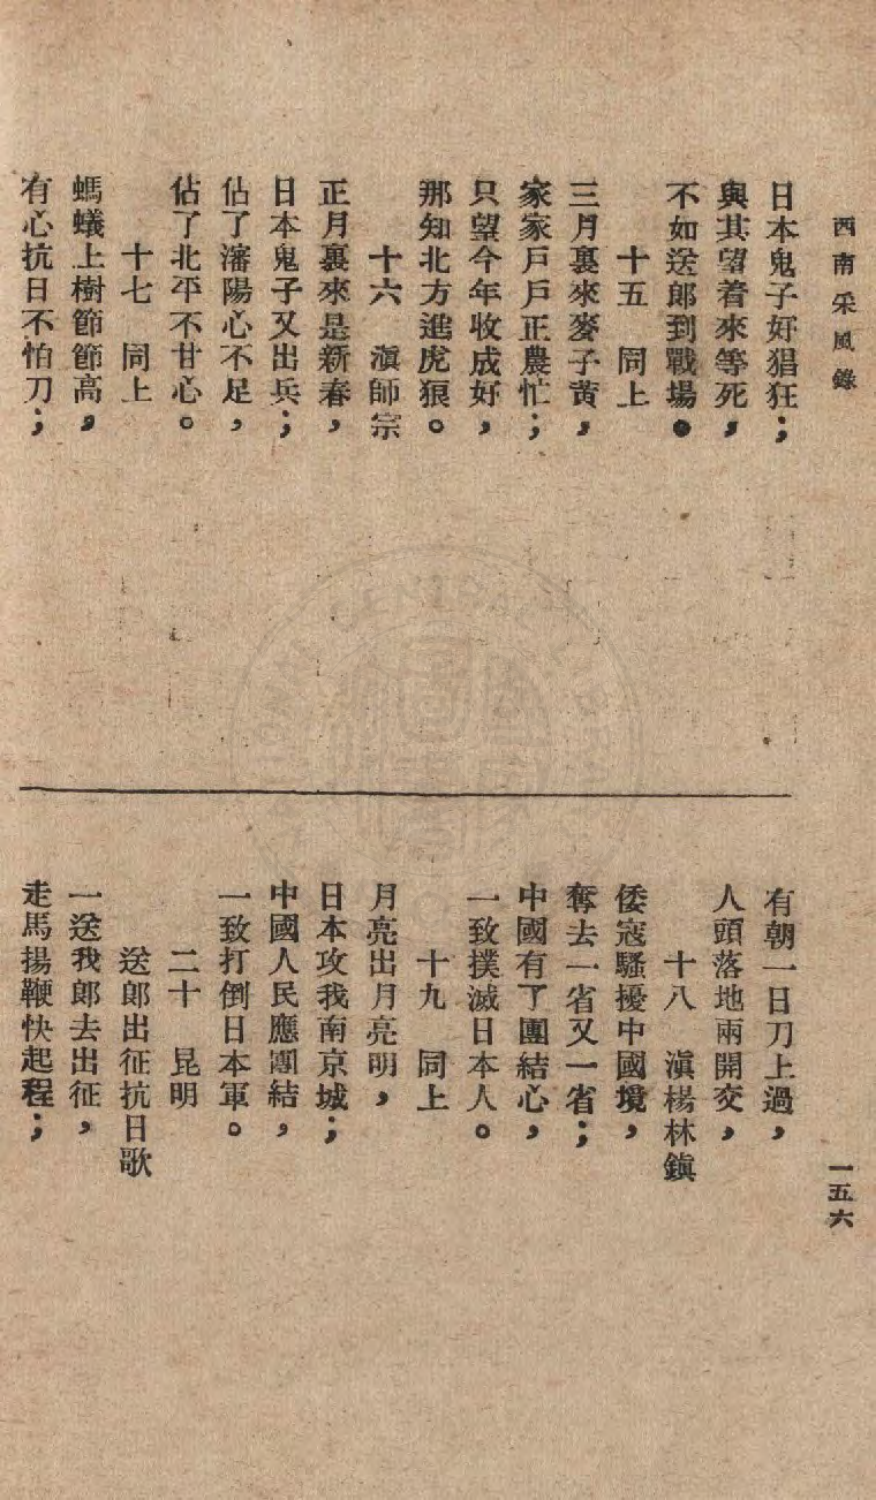 西南采風錄
日本鬼子好猖狂；
與其望着來等死，
不如送郎到戰場。
十五　同上
三月裏來麥子黃，
家家戶戶正農忙；
只望今年收成好，
那知北方進虎狼。
十六　滇師宗
正月裏來是新春，
日本鬼子又出兵；
佔了瀋陽心不足，
佔了北平不甘心。
十七　同上
螞蟻上樹節節高，
有心抗日不怕刀；
有朝一日刀上過，
人頭落地兩開交，
十八　滇楊林鎭
倭寇騷擾中國境，
奪去一省又一省；
中國有了團結心，
一致撲滅日本人。
十九　同上
月亮出月亮明，
日本攻我南京城；
中國人民應團結，
一致打倒日本軍。
二十　昆明
送郎出征抗日歌
一送我郎去出征，
走馬揚鞭快起程；
一五六